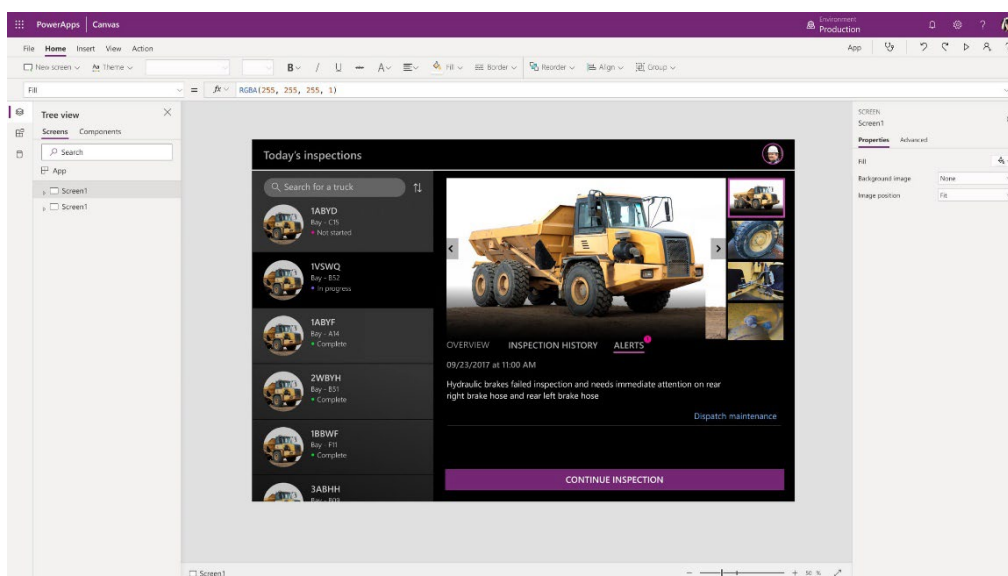 PowerApps Canvas
Environment
Production
File Home Insert View Action
App
New screen Theme
B / U A Fill Border Reorder Align Group
Fill = fx RGBA(255, 255, 255, 1)
Tree view
Screens Components
Search
App
Screen1
Screen1
Today's inspections
Search for a truck
1ABYD
Bay - C15
Not started
1VSWQ
Bay - B52
In progress
1ABYF
Bay - A14
Complete
2WBYH
Bay - B51
Complete
1BBWF
Bay - F11
Complete
3ABHH
OVERVIEW INSPECTION HISTORY ALERTS
09/23/2017 at 11:00 AM
Hydraulic brakes failed inspection and needs immediate attention on rear
right brake hose and rear left brake hose
Dispatch maintenance
CONTINUE INSPECTION
SCREEN
Screen1
Properties Advanced
Fill
Background image None
Image position Fit
Screen1
50 %